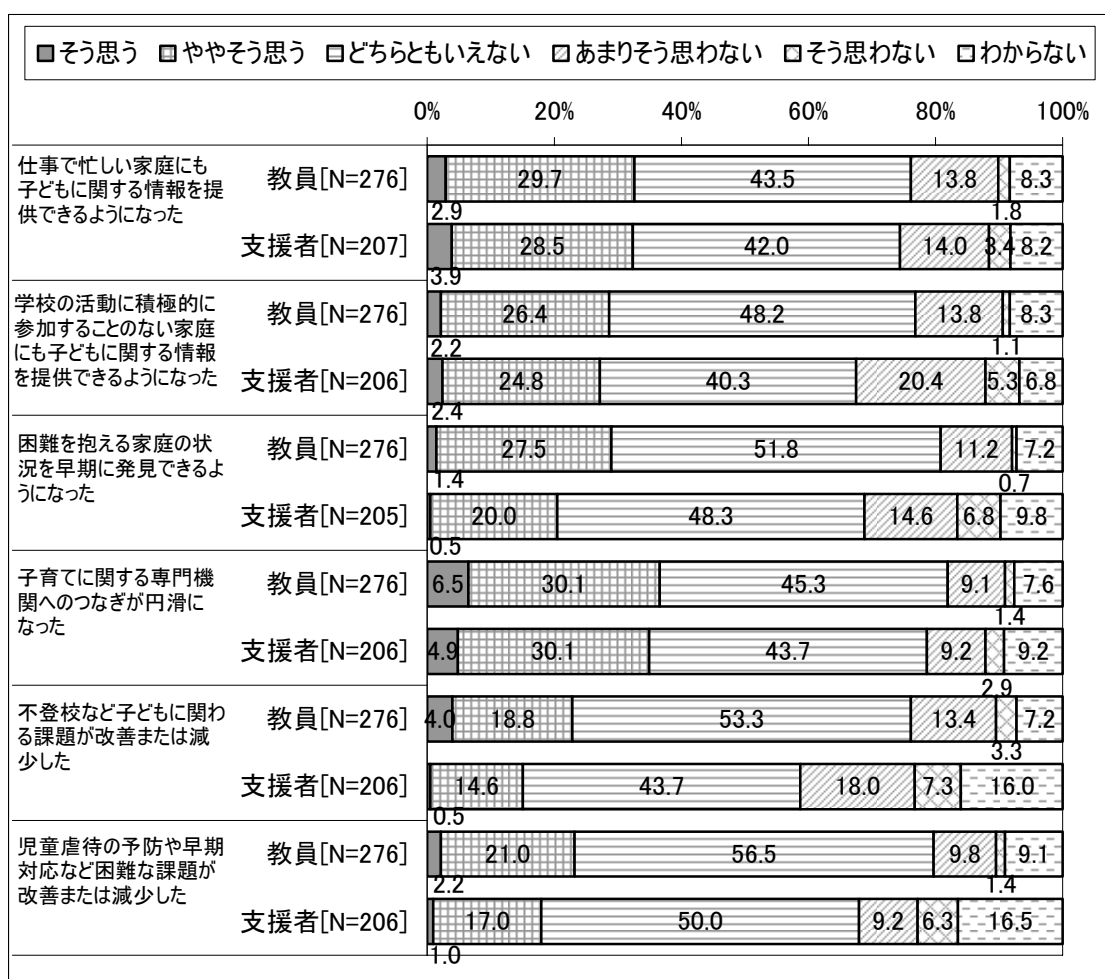 そう思う ややそう思う どちらともいえない あまりそう思わない そう思わない わからない
0% 20% 40% 60% 80% 100%
仕事で忙しい家庭にも
子どもに関する情報を提
供できるようになった
教員[N=276] 29.7 43.5 13.8 8.3
2.9 1.8
支援者[N=207] 28.5 42.0 14.0 3.4 8.2
3.9
学校の活動に積極的に
参加することのない家庭
にも子どもに関する情報
を提供できるようになった
教員[N=276] 26.4 48.2 13.8 8.3
2.2 1.1
支援者[N=206] 24.8 40.3 20.4 5.3 6.8
2.4
困難を抱える家庭の状
況を早期に発見できるよ
うになった
教員[N=276] 27.5 51.8 11.2 7.2
1.4 0.7
支援者[N=205] 20.0 48.3 14.6 6.8 9.8
0.5
子育てに関する専門機
関へのつなぎが円滑に
なった
教員[N=276] 6.5 30.1 45.3 9.1 7.6
1.4
支援者[N=206] 4.9 30.1 43.7 9.2 9.2
2.9
不登校など子どもに関わ
る課題が改善または減
少した
教員[N=276] 4.0 18.8 53.3 13.4 7.2
3.3
支援者[N=206] 14.6 43.7 18.0 7.3 16.0
0.5
児童虐待の予防や早期
対応など困難な課題が
改善または減少した
教員[N=276] 21.0 56.5 9.8 9.1
2.2 1.4
支援者[N=206] 17.0 50.0 9.2 6.3 16.5
1.0